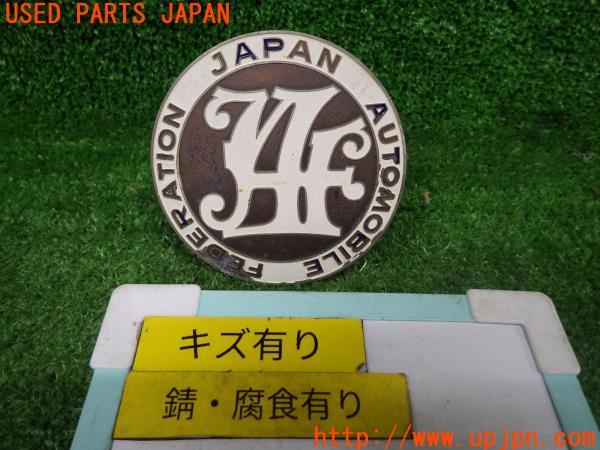 USED PARTS JAPAN
JAPAN AUTOMOBILE FEDERATION
JAF
キズ有り
錆・腐食有り
http://www.upjpn.com/